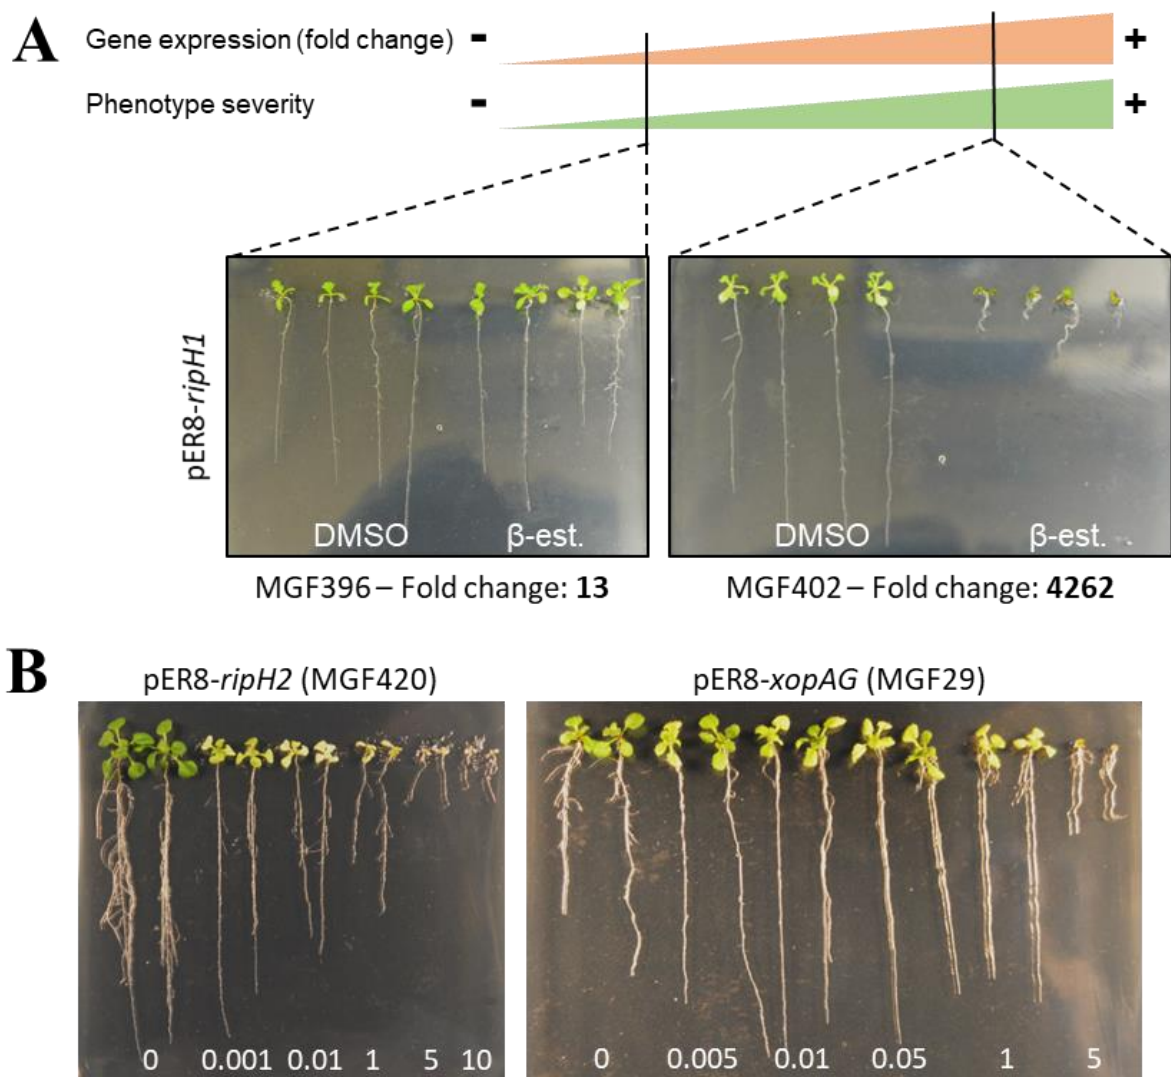 A
Gene expression (fold change) - +
Phenotype severity - +
pER8-ripH1
DMSO β-est.
DMSO β-est.
MGF396 – Fold change: 13
MGF402 – Fold change: 4262
B
pER8-ripH2 (MGF420)
pER8-xopAG (MGF29)
0 0.001 0.01 1 5 10
0 0.005 0.01 0.05 1 5